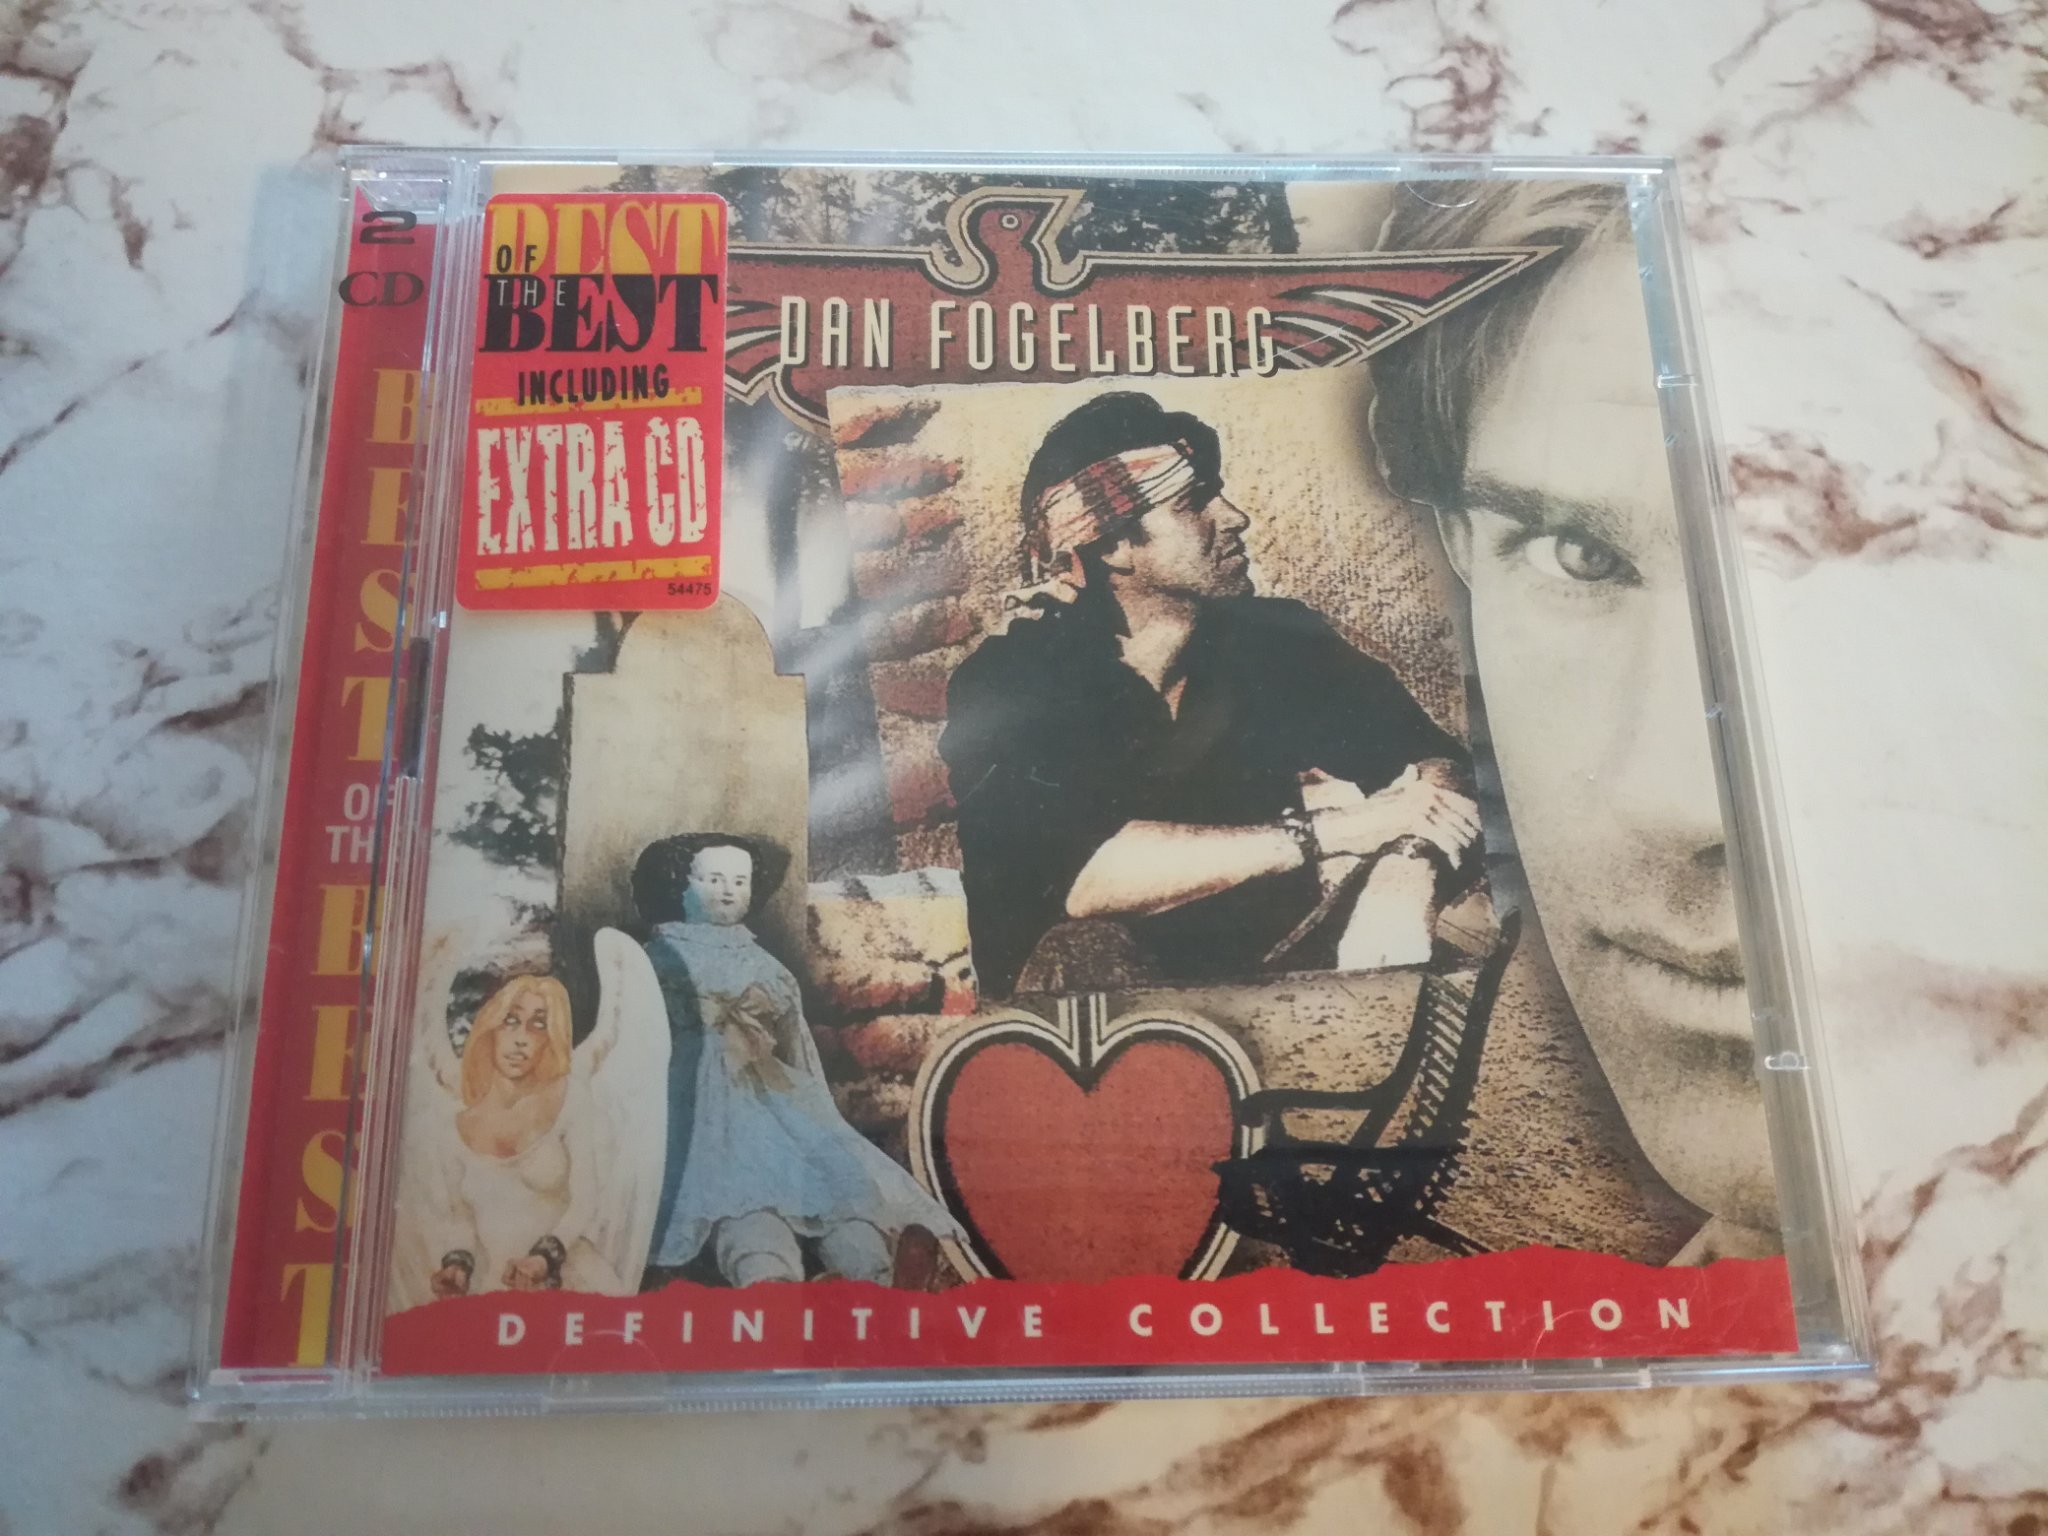 2
CD
BEST
OF
THE
BEST
BEST
OF
THE
BEST
INCLUDING
EXTRA CD
54475
DAN FOGELBERG
DEFINITIVE COLLECTION